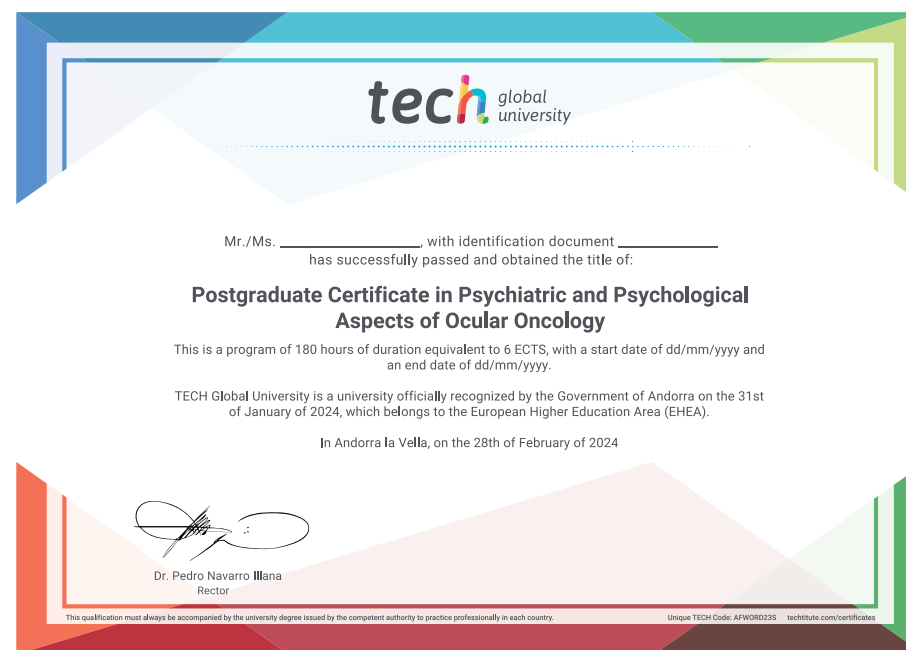 tech global university
Mr./Ms. ____________, with identification document ____________
has successfully passed and obtained the title of:
Postgraduate Certificate in Psychiatric and Psychological
Aspects of Ocular Oncology
This is a program of 180 hours of duration equivalent to 6 ECTS, with a start date of dd/mm/yyyy and
an end date of dd/mm/yyyy.
TECH Global University is a university officially recognized by the Government of Andorra on the 31st
of January of 2024, which belongs to the European Higher Education Area (EHEA).
In Andorra la Vella, on the 28th of February of 2024
Dr. Pedro Navarro Illana
Rector
This qualification must always be accompanied by the university degree issued by the competent authority to practice professionally in each country.
Unique TECH Code: AFWORD23S techtitute.com/certificates